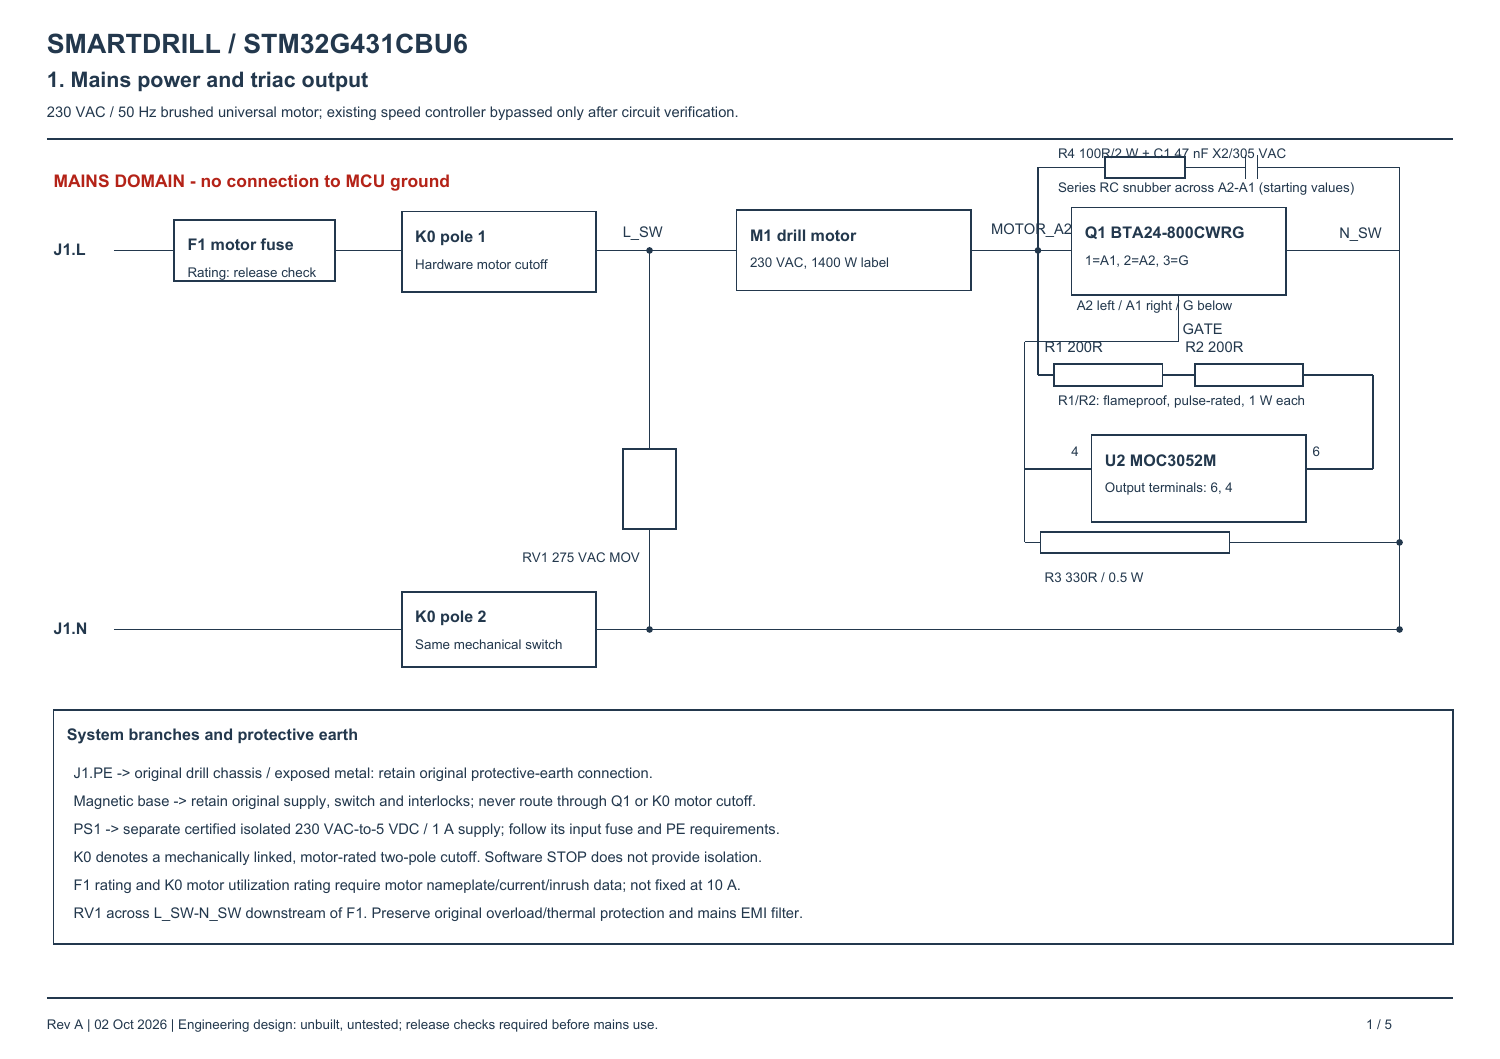 SMARTDRILL / STM32G431CBU6
1. Mains power and triac output
230 VAC / 50 Hz brushed universal motor; existing speed controller bypassed only after circuit verification.
R4 100R/2 W + C1 47 nF X2/305 VAC
MAINS DOMAIN - no connection to MCU ground
Series RC snubber across A2-A1 (starting values)
J1.L
F1 motor fuse
Rating: release check
K0 pole 1
Hardware motor cutoff
L_SW
M1 drill motor
230 VAC, 1400 W label
MOTOR_A2
Q1 BTA24-800CWRG
1=A1, 2=A2, 3=G
N_SW
A2 left / A1 right / G below
GATE
R1 200R
R2 200R
R1/R2: flameproof, pulse-rated, 1 W each
4
U2 MOC3052M
Output terminals: 6, 4
6
RV1 275 VAC MOV
R3 330R / 0.5 W
J1.N
K0 pole 2
Same mechanical switch
System branches and protective earth
J1.PE -> original drill chassis / exposed metal: retain original protective-earth connection.
Magnetic base -> retain original supply, switch and interlocks; never route through Q1 or K0 motor cutoff.
PS1 -> separate certified isolated 230 VAC-to-5 VDC / 1 A supply; follow its input fuse and PE requirements.
K0 denotes a mechanically linked, motor-rated two-pole cutoff. Software STOP does not provide isolation.
F1 rating and K0 motor utilization rating require motor nameplate/current/inrush data; not fixed at 10 A.
RV1 across L_SW-N_SW downstream of F1. Preserve original overload/thermal protection and mains EMI filter.
Rev A | 02 Oct 2026 | Engineering design: unbuilt, untested; release checks required before mains use.
1 / 5